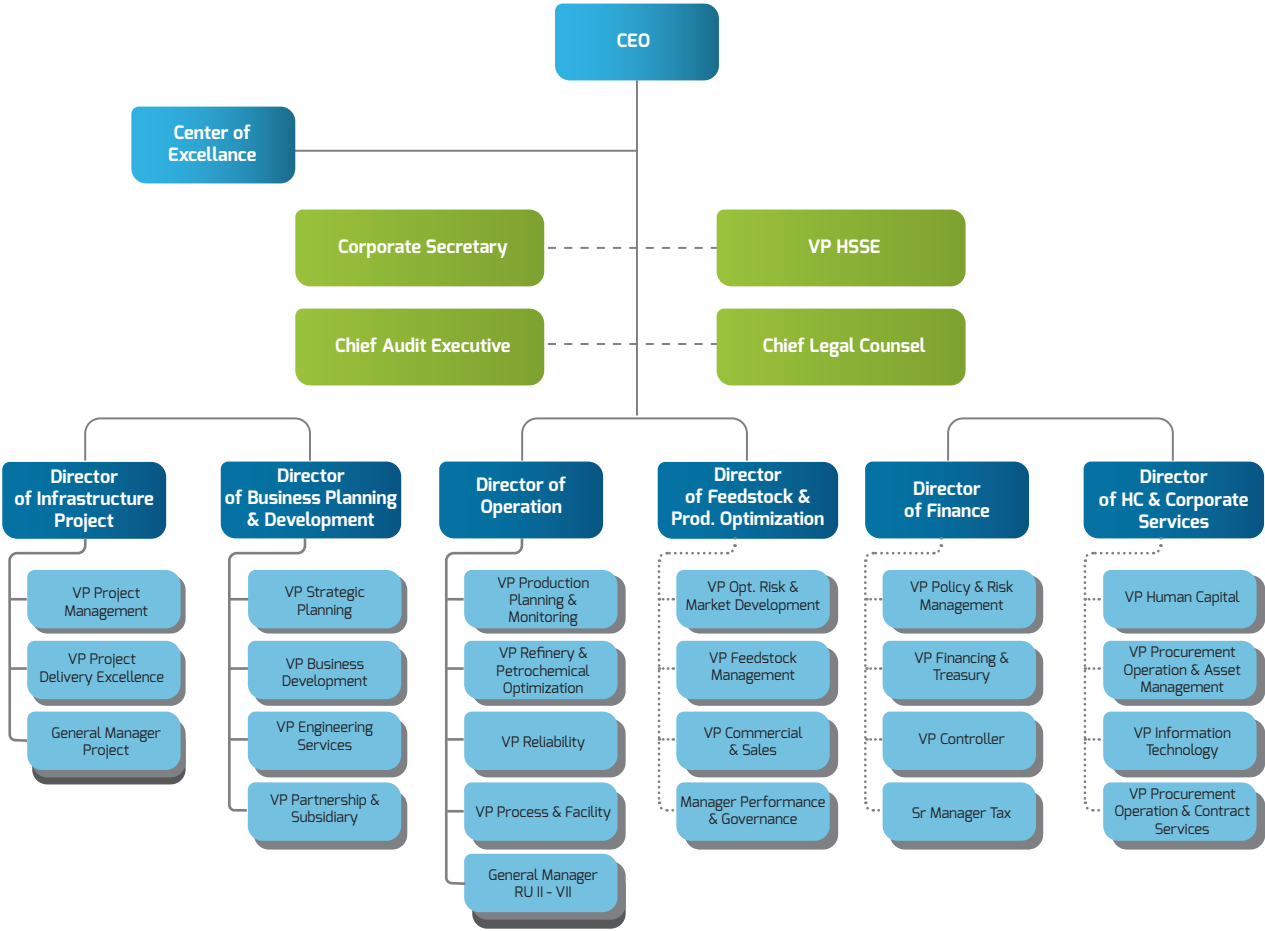 CEO
Center of
Excellance
Corporate Secretary
VP HSSE
Chief Audit Executive
Chief Legal Counsel
Director
of Infrastructure
Project
Director
of Business Planning
& Development
Director of
Operation
Director
of Feedstock &
Prod. Optimization
Director
of Finance
Director
of HC & Corporate
Services
VP Project
Management
VP Project
Delivery Excellence
General Manager
Project
VP Strategic
Planning
VP Business
Development
VP Engineering
Services
VP Partnership &
Subsidiary
VP Production
Planning &
Monitoring
VP Refinery &
Petrochemical
Optimization
VP Reliability
VP Process & Facility
General Manager
RU II - VII
VP Opt. Risk &
Market Development
VP Feedstock
Management
VP Commercial
& Sales
Manager Performance
& Governance
VP Policy & Risk
Management
VP Financing &
Treasury
VP Controller
Sr Manager Tax
VP Human Capital
VP Procurement
Operation & Asset
Management
VP Information
Technology
VP Procurement
Operation & Contract
Services